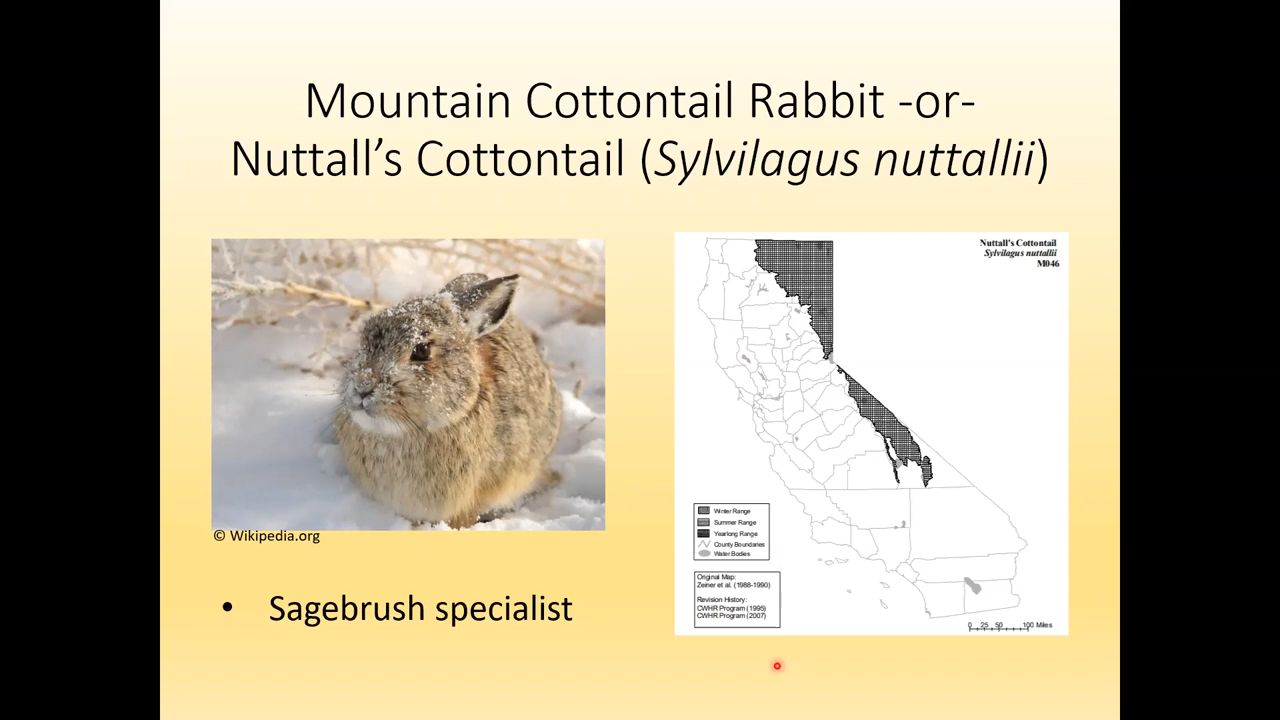 Mountain Cottontail Rabbit -or-
Nuttall’s Cottontail (Sylvilagus nuttallii)
Nuttall's Cottontail
Sylvilagus nuttallii
M046
Winter Range
Summer Range
Yearlong Range
County Boundaries
Water Bodies
Original Map:
Zeiner et al. (1988-1990)
Revision History:
CWHR Program (1995)
CWHR Program (2007)
0 25 50 100 Miles
© Wikipedia.org
• Sagebrush specialist